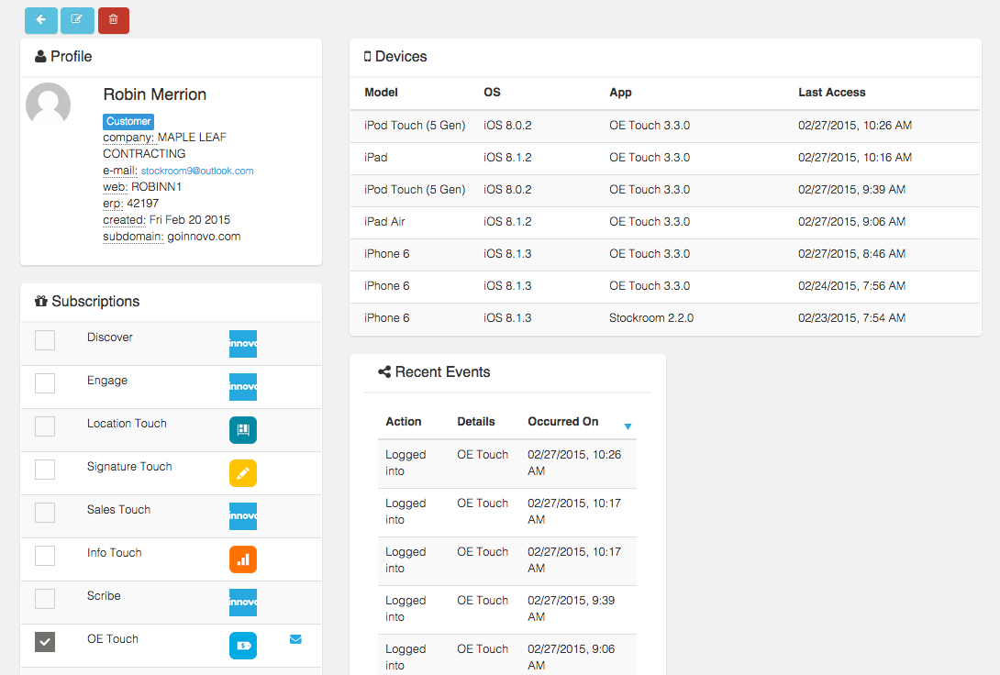 Profile
Robin Merrion
Customer
company: MAPLE LEAF
CONTRACTING
e-mail: stockroom9@outlook.com
web: ROBINN1
erp: 42197
created: Fri Feb 20 2015
subdomain: goinnovo.com
Subscriptions
Discover innovo
Engage innovo
Location Touch
Signature Touch
Sales Touch innovo
Info Touch
Scribe innovo
OE Touch
Devices
Model OS App Last Access
iPod Touch (5 Gen) iOS 8.0.2 OE Touch 3.3.0 02/27/2015, 10:26 AM
iPad iOS 8.1.2 OE Touch 3.3.0 02/27/2015, 10:16 AM
iPod Touch (5 Gen) iOS 8.0.2 OE Touch 3.3.0 02/27/2015, 9:39 AM
iPad Air iOS 8.1.2 OE Touch 3.3.0 02/27/2015, 9:06 AM
iPhone 6 iOS 8.1.3 OE Touch 3.3.0 02/27/2015, 8:46 AM
iPhone 6 iOS 8.1.3 OE Touch 3.3.0 02/24/2015, 7:56 AM
iPhone 6 iOS 8.1.3 Stockroom 2.2.0 02/23/2015, 7:54 AM
Recent Events
Action Details Occurred On
Logged OE Touch 02/27/2015, 10:26
into AM
Logged OE Touch 02/27/2015, 10:17
into AM
Logged OE Touch 02/27/2015, 10:17
into AM
Logged OE Touch 02/27/2015, 9:39
into AM
Logged OE Touch 02/27/2015, 9:06
into AM